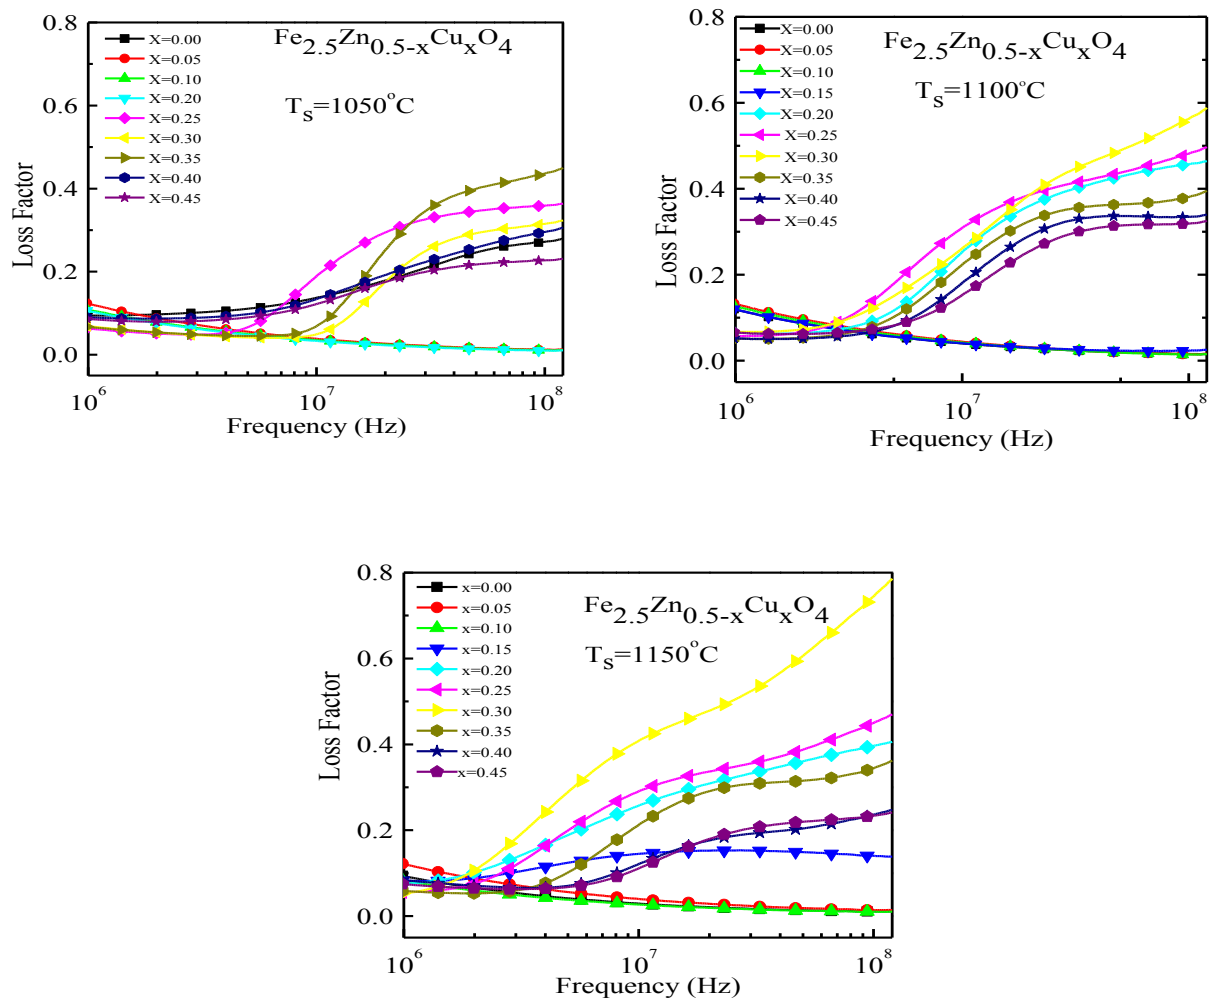 0.8
0.6
0.4
0.2
0.0
Loss Factor
X=0.00
X=0.05
X=0.10
X=0.20
X=0.25
X=0.30
X=0.35
X=0.40
X=0.45
Fe2.5Zn0.5-xCuxO4
TS=1050oC
10^6
10^7
10^8
Frequency (Hz)
0.8
0.6
0.4
0.2
0.0
Loss Factor
X=0.00
X=0.05
X=0.10
X=0.15
X=0.20
X=0.25
X=0.30
X=0.35
X=0.40
X=0.45
Fe2.5Zn0.5-xCuxO4
TS=1100°C
10^6
10^7
10^8
Frequency (Hz)
0.8
0.6
0.4
0.2
0.0
Loss Factor
x=0.00
x=0.05
x=0.10
x=0.15
x=0.20
x=0.25
x=0.30
x=0.35
x=0.40
x=0.45
Fe2.5Zn0.5-xCuxO4
TS=1150oC
10^6
10^7
10^8
Frequency (Hz)